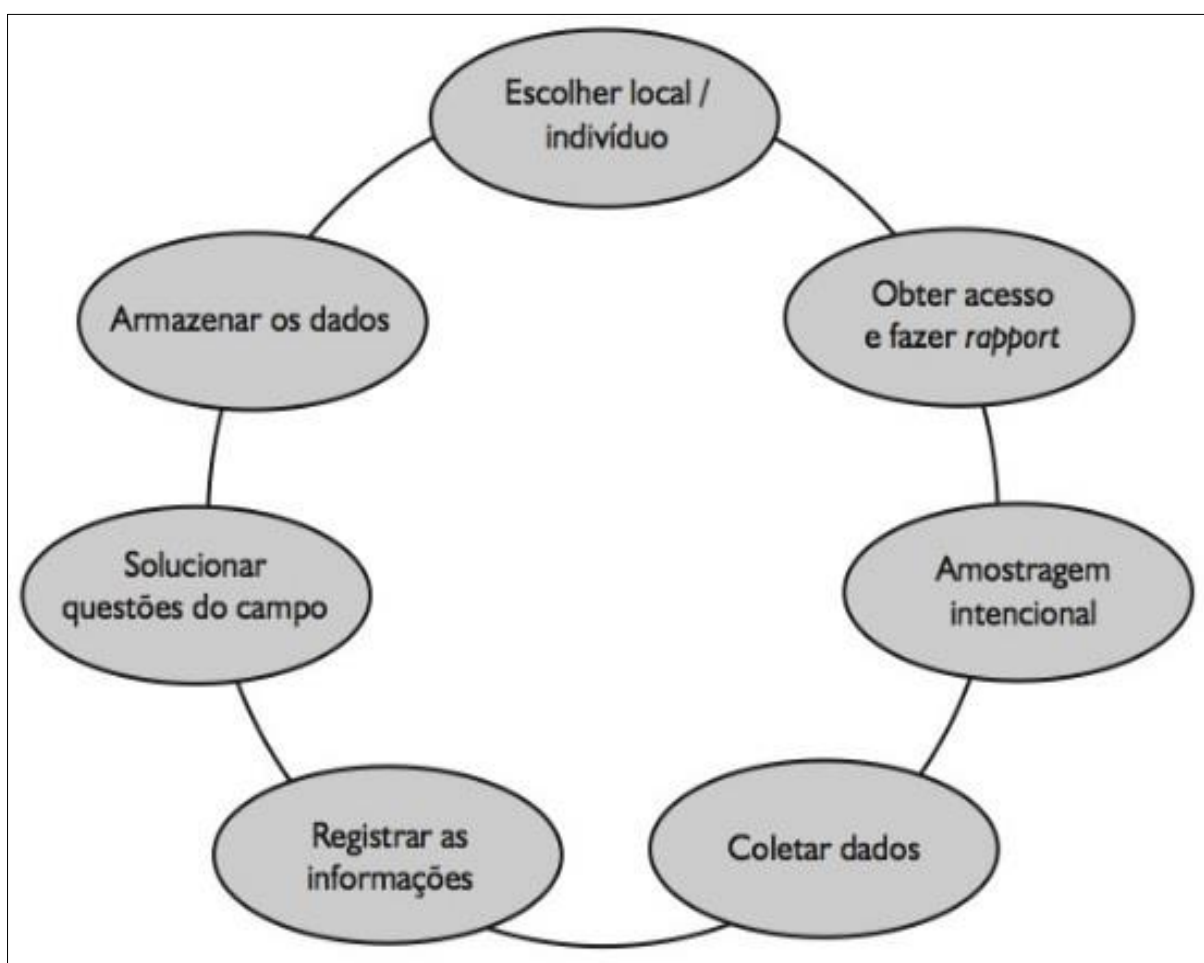 Escolher local /
indivíduo
Obter acesso
e fazer rapport
Amostragem
intencional
Coletar dados
Registrar as
informações
Solucionar
questões do campo
Armazenar os dados